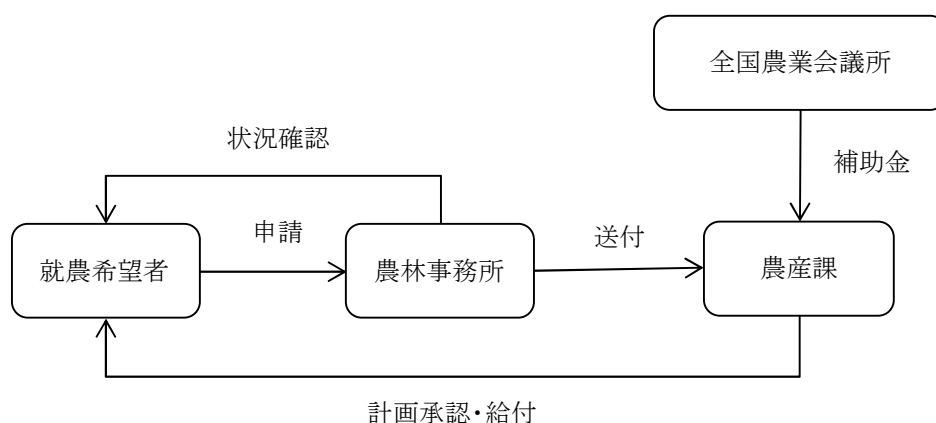 全国農業会議所
状況確認
補助金
申請
送付
就農希望者
農林事務所
農産課
計画承認・給付